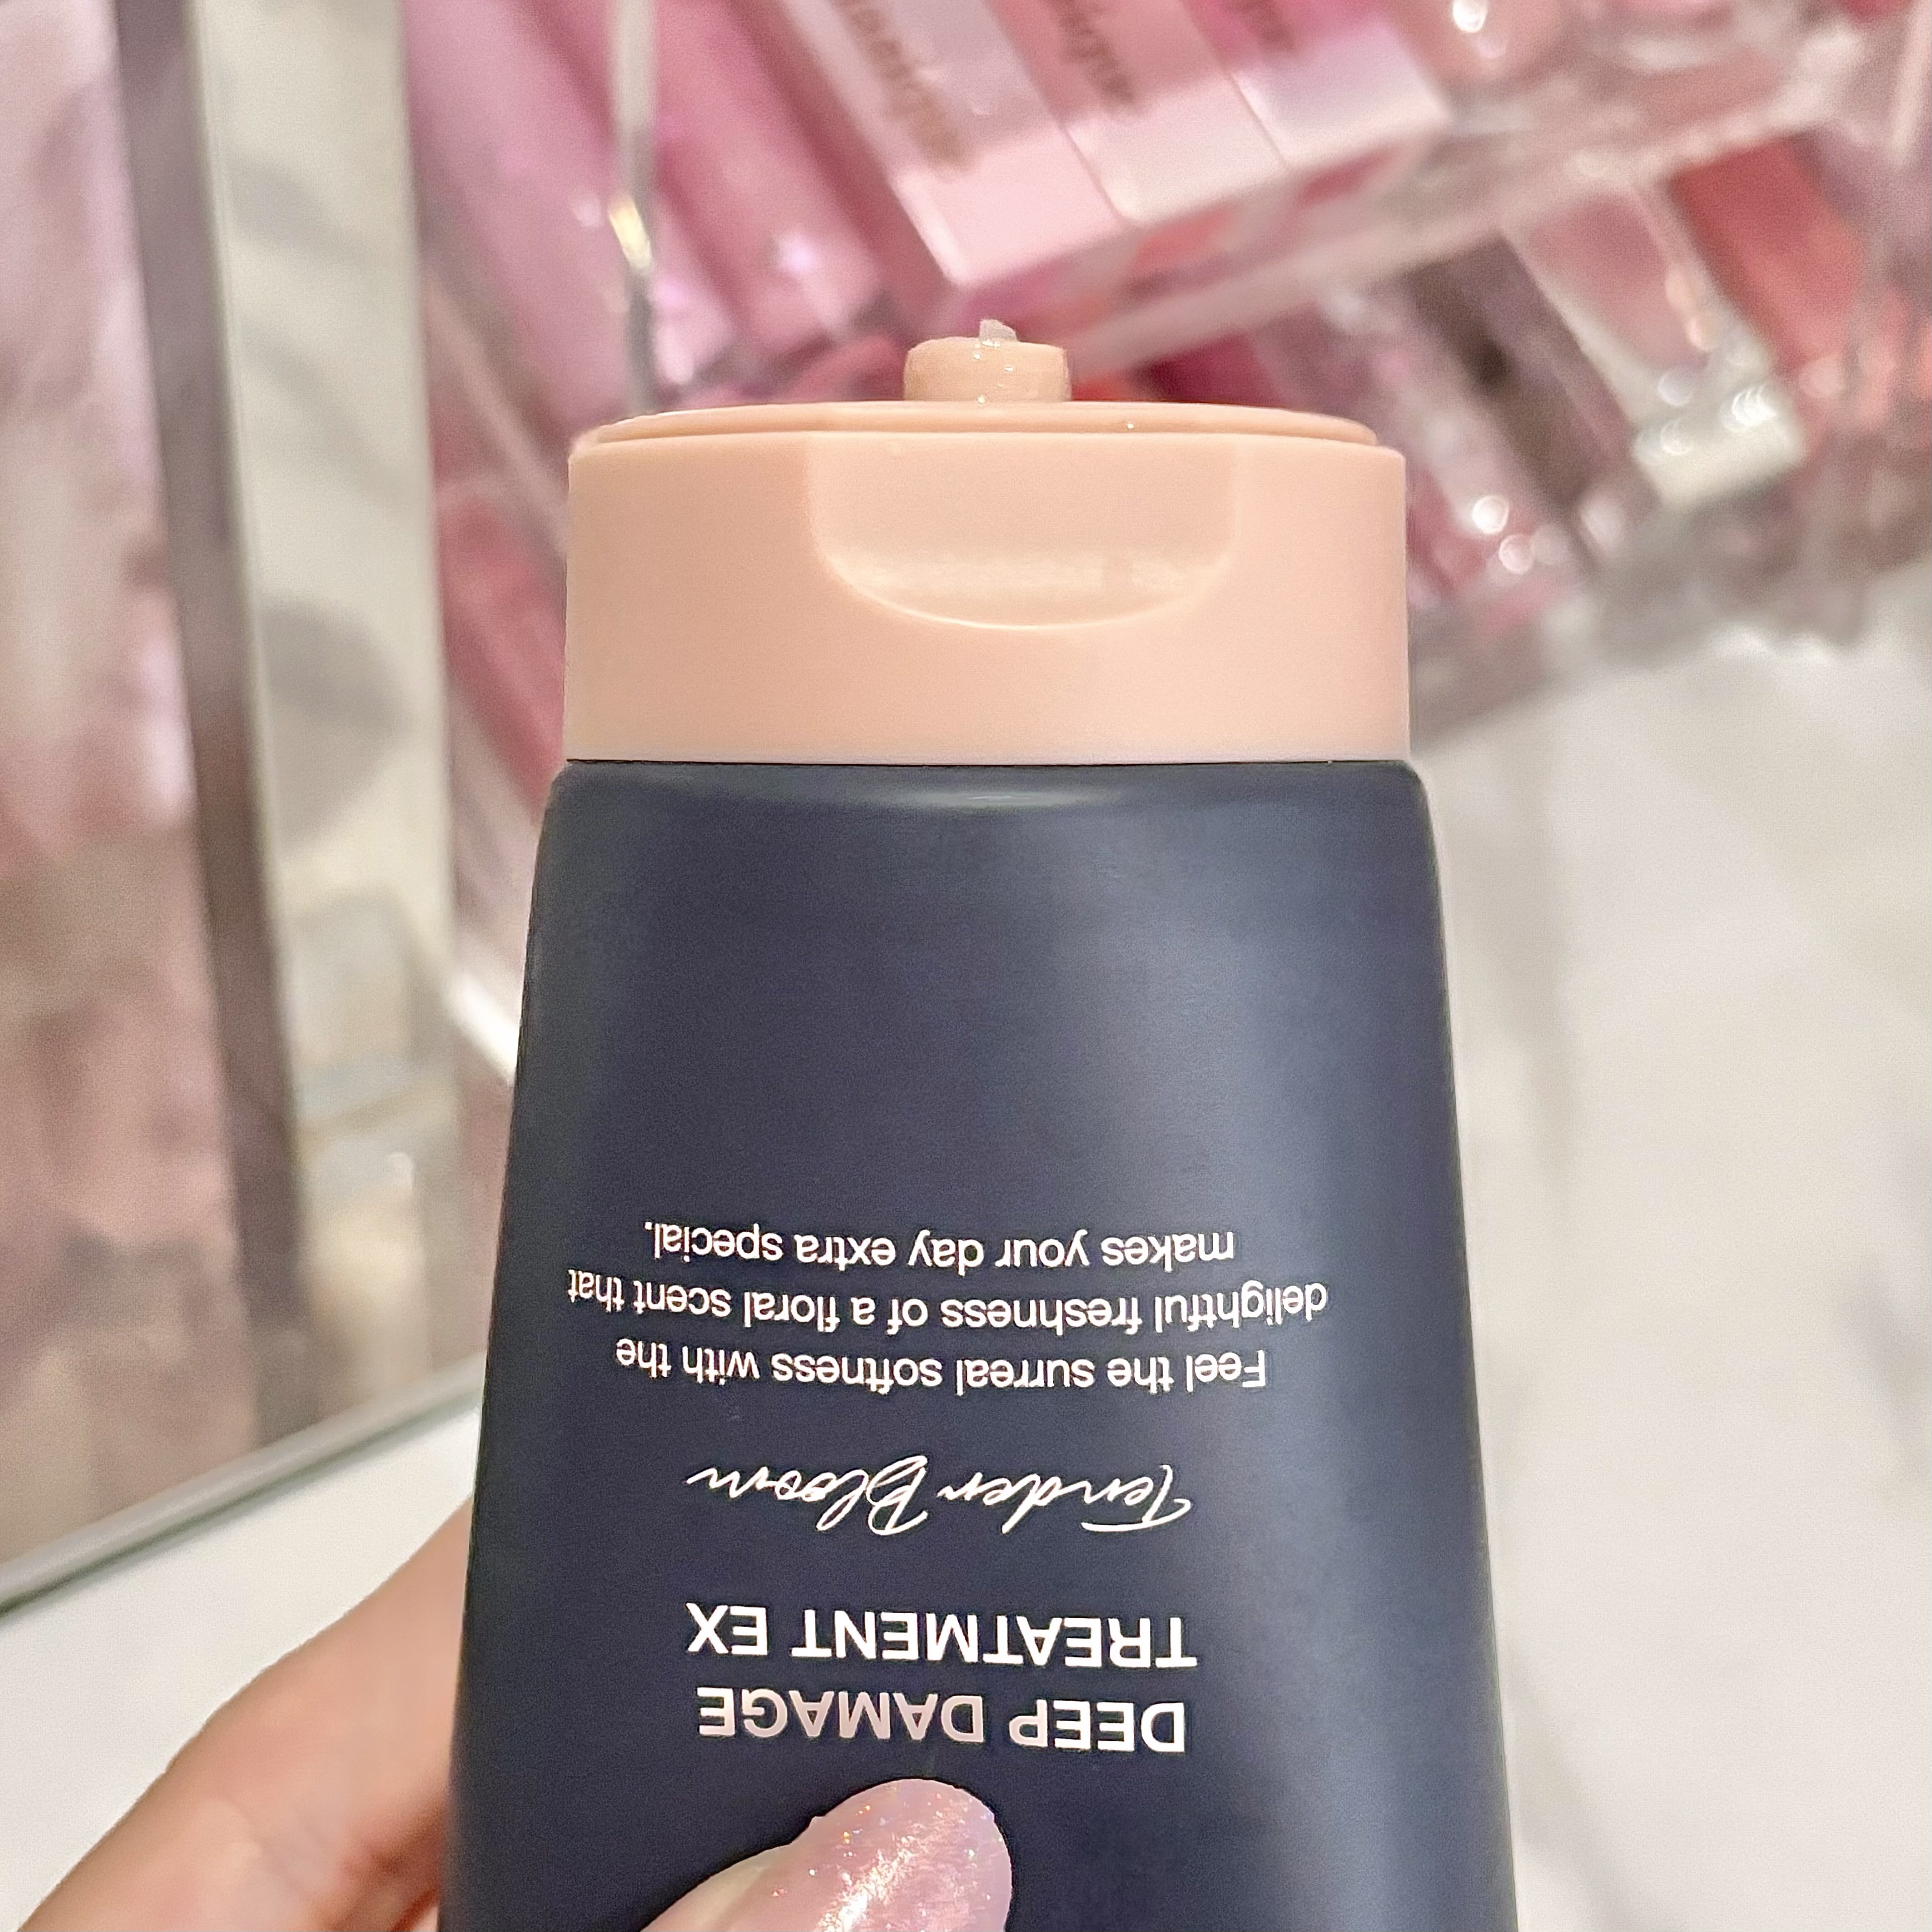 DEEP DAMAGE
TREATMENT EX
Tender Bloom
Feel the surreal softness with the
delightful freshness of a floral scent that
makes your day extra special.